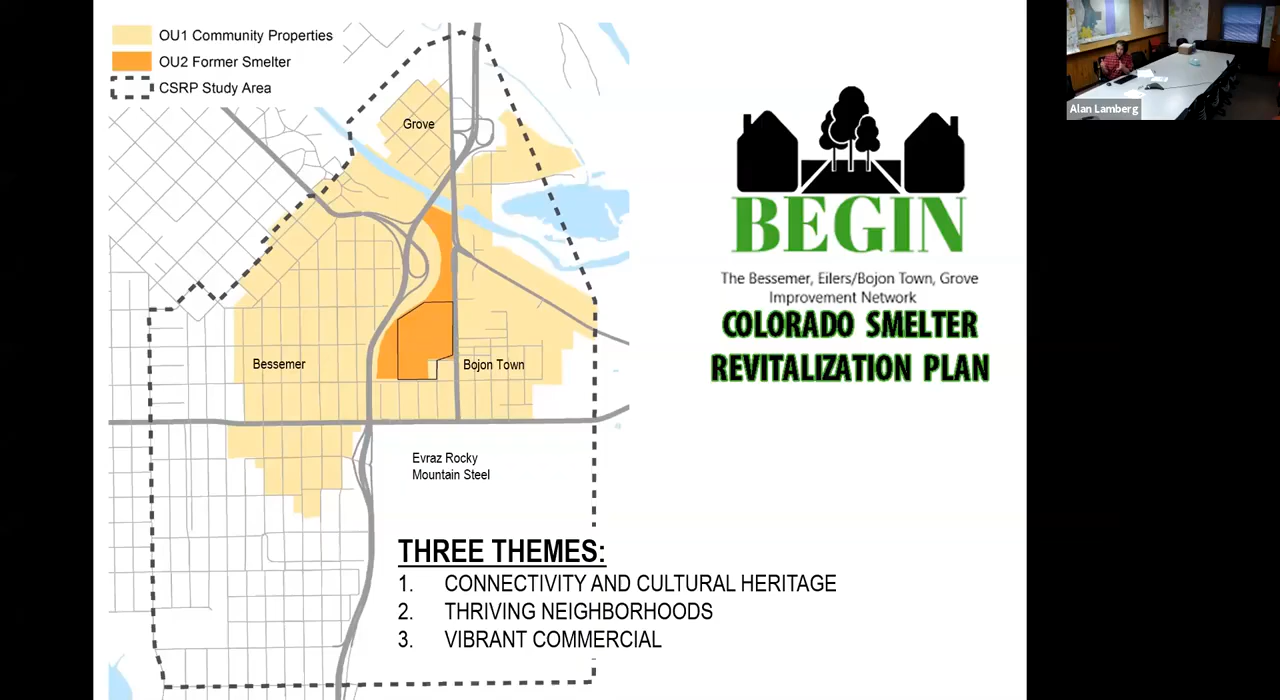 OU1 Community Properties
OU2 Former Smelter
CSRP Study Area
Grove
Bessemer
Bojon Town
Evraz Rocky
Mountain Steel
THREE THEMES:
1. CONNECTIVITY AND CULTURAL HERITAGE
2. THRIVING NEIGHBORHOODS
3. VIBRANT COMMERCIAL
BEGIN
The Bessemer, Eilers/Bojon Town, Grove
Improvement Network
COLORADO SMELTER
REVITALIZATION PLAN
Alan Lamberg